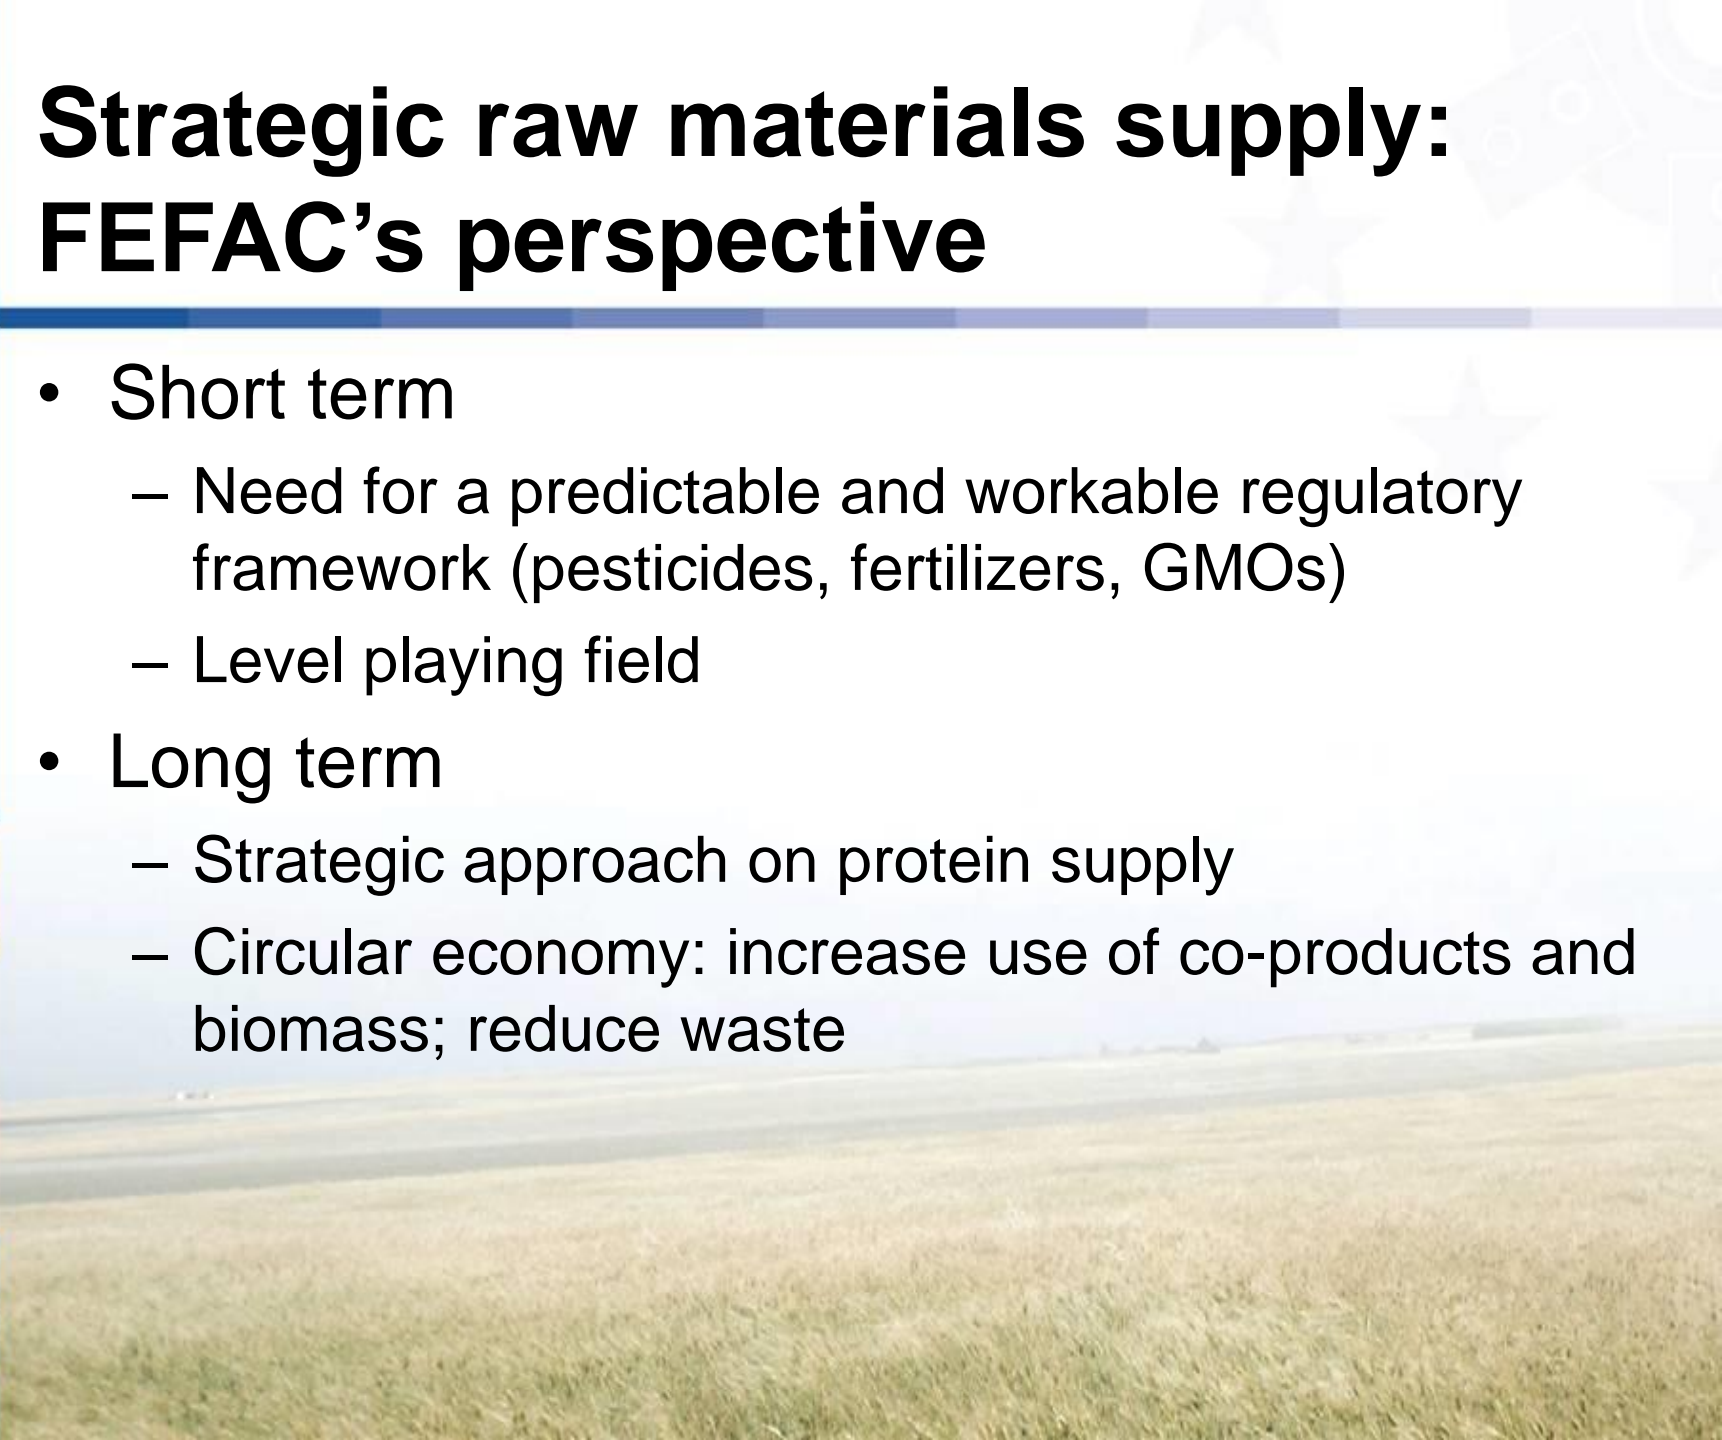 Strategic raw materials supply:
FEFAC’s perspective
• Short term
– Need for a predictable and workable regulatory
framework (pesticides, fertilizers, GMOs)
– Level playing field
• Long term
– Strategic approach on protein supply
– Circular economy: increase use of co-products and
biomass; reduce waste